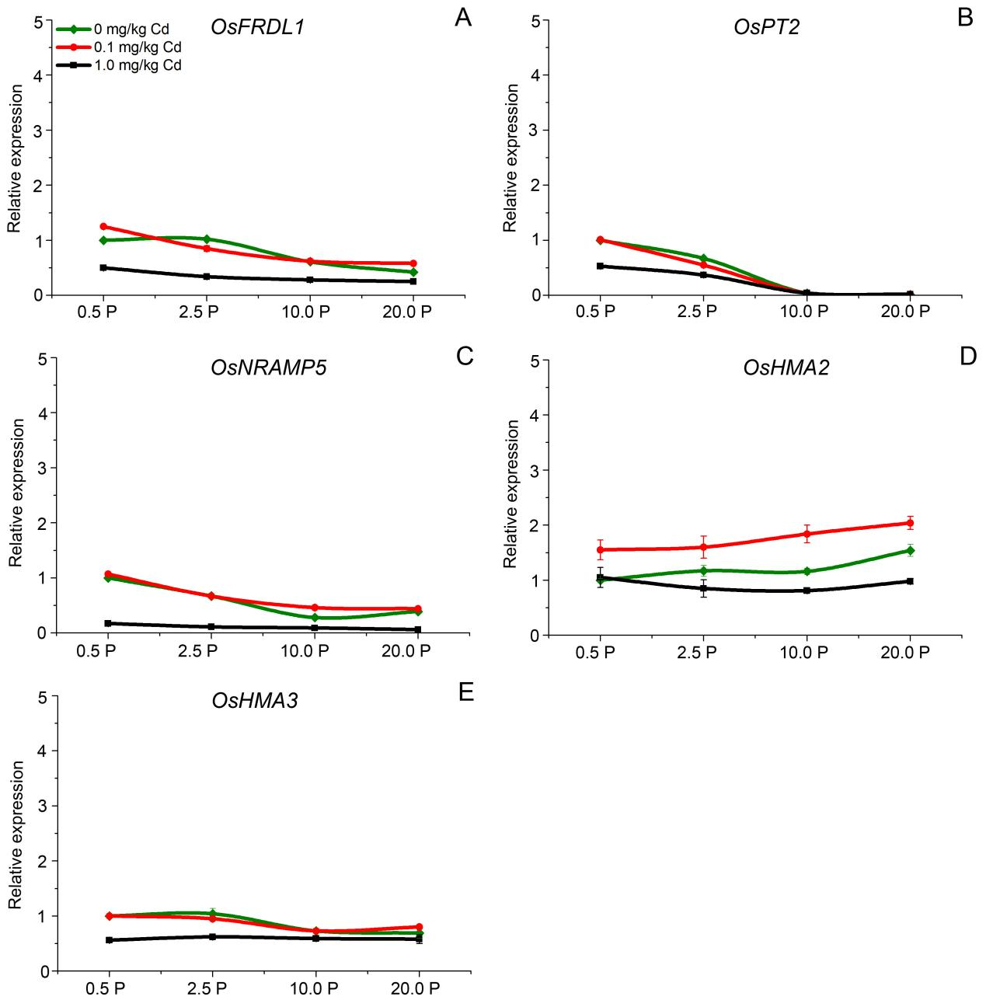 OsFRDL1
A
0 mg/kg Cd
0.1 mg/kg Cd
1.0 mg/kg Cd
Relative expression
5
4
3
2
1
0
0.5 P 2.5 P 10.0 P 20.0 P
OsPT2
B
Relative expression
5
4
3
2
1
0
0.5 P 2.5 P 10.0 P 20.0 P
OsNRAMP5
C
Relative expression
5
4
3
2
1
0
0.5 P 2.5 P 10.0 P 20.0 P
OsHMA2
D
Relative expression
5
4
3
2
1
0
0.5 P 2.5 P 10.0 P 20.0 P
OsHMA3
E
Relative expression
5
4
3
2
1
0
0.5 P 2.5 P 10.0 P 20.0 P